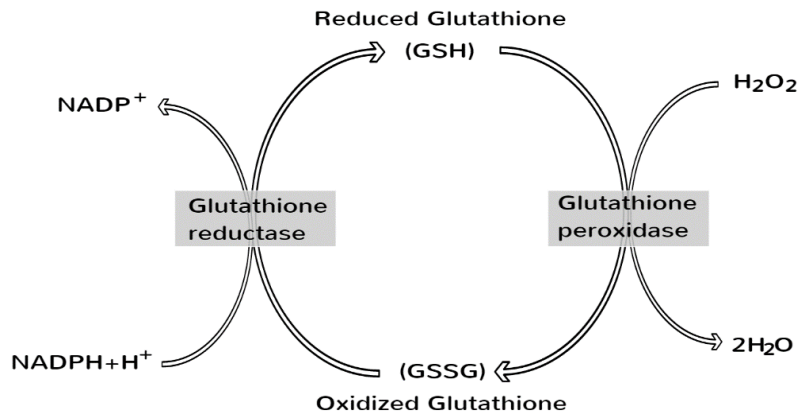 Reduced Glutathione
(GSH)
H₂O₂
NADP⁺
Glutathione
reductase
Glutathione
peroxidase
NADPH+H⁺
(GSSG)
2H₂O
Oxidized Glutathione